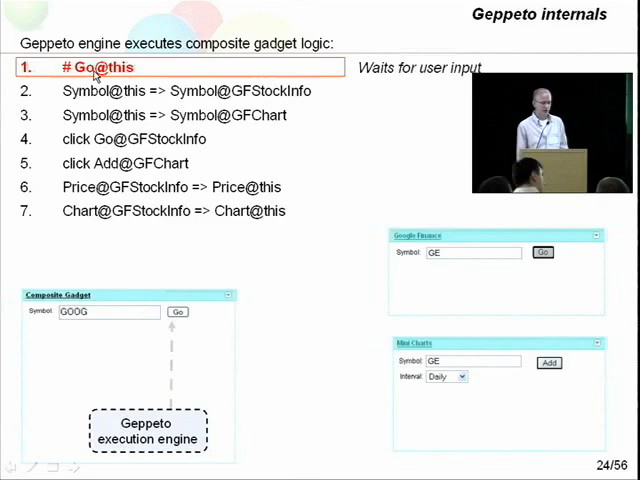 Geppeto internals
Geppeto engine executes composite gadget logic:
1. # Go@this
Waits for user input
2. Symbol@this => Symbol@GFStockInfo
3. Symbol@this => Symbol@GFChart
4. click Go@GFStockInfo
5. click Add@GFChart
6. Price@GFStockInfo => Price@this
7. Chart@GFStockInfo => Chart@this
Google Finance
Symbol: GE Go
Composite Gadget
Symbol: GOOG Go
Mini Charts
Symbol: GE Add
Interval: Daily
Geppeto
execution engine
24/56